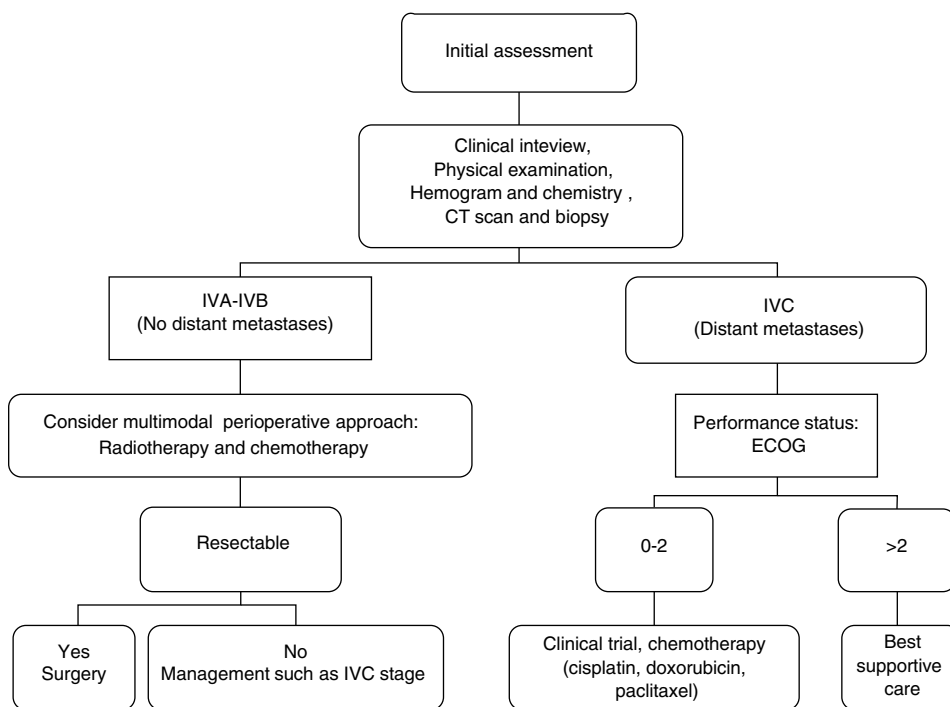 Initial assessment
Clinical inteview,
Physical examination,
Hemogram and chemistry ,
CT scan and biopsy
IVA-IVB
(No distant metastases)
IVC
(Distant metastases)
Consider multimodal perioperative approach:
Radiotherapy and chemotherapy
Performance status:
ECOG
Resectable
0-2
>2
Yes
Surgery
No
Management such as IVC stage
Clinical trial, chemotherapy
(cisplatin, doxorubicin,
paclitaxel)
Best
supportive
care